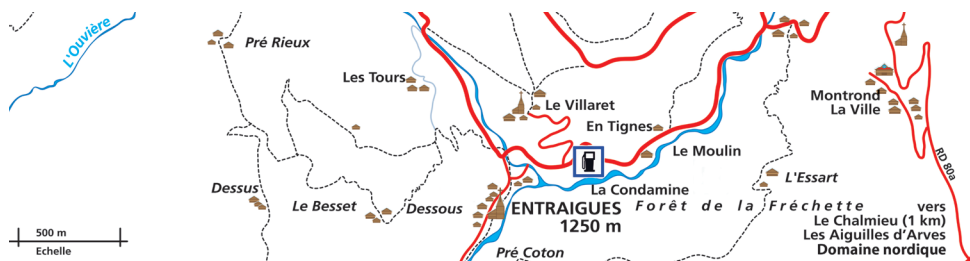 L'Ouvière
Pré Rieux
Les Tours
Le Villaret
En Tignes
Le Moulin
Montrond
La Ville
RD 80a
La Condamine
L'Essart
Dessus
Le Besset
Dessous
ENTRAIGUES
1250 m
Forêt de la Fréchette
vers
Le Chalmieu (1 km)
Les Aiguilles d'Arves
Domaine nordique
Pré Coton
500 m
Echelle